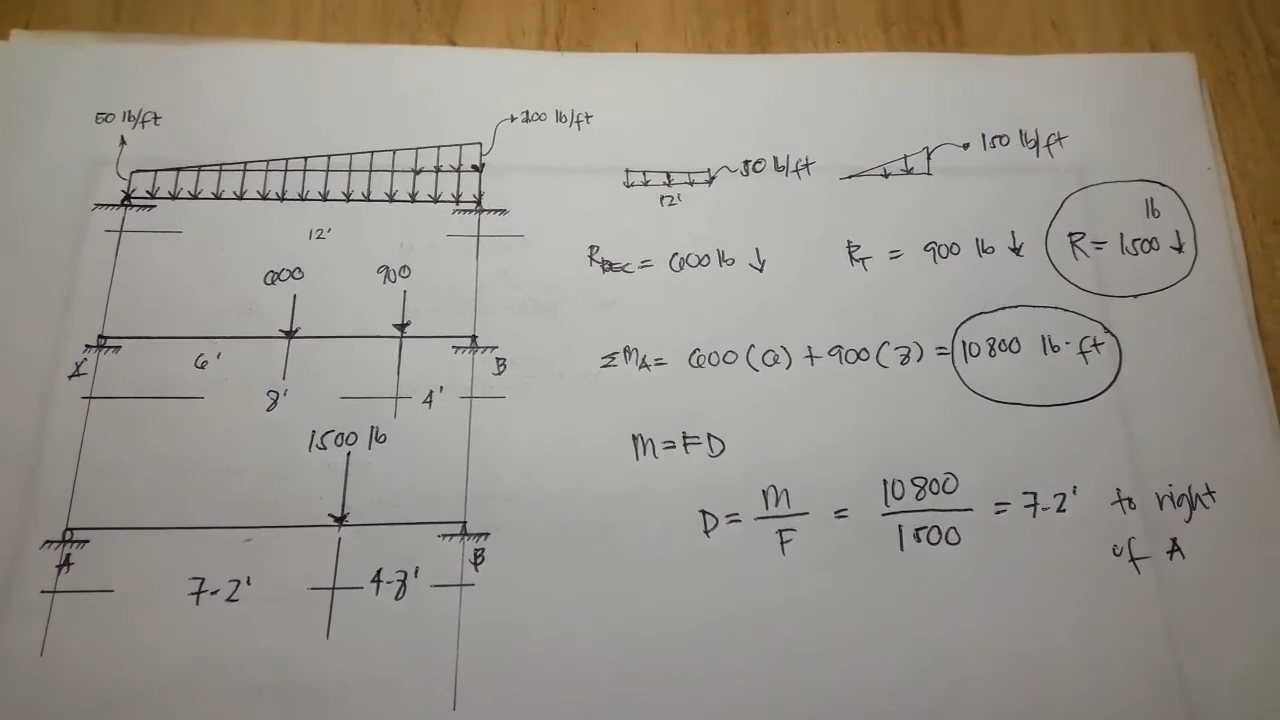 50 lb/ft
200 lb/ft
12'
600
900
A
6'
B
8'
4'
1500 lb
A
B
7-2'
4-8'
50 lb/ft
150 lb/ft
12'
R_REC = 600 lb ↓
R_T = 900 lb ↓
lb
R = 1500 ↓
ΣM_A = 600(6) + 900(8) = 10800 lb·ft
M = FD
D = M/F = 10800/1500 = 7-2' to right
of A